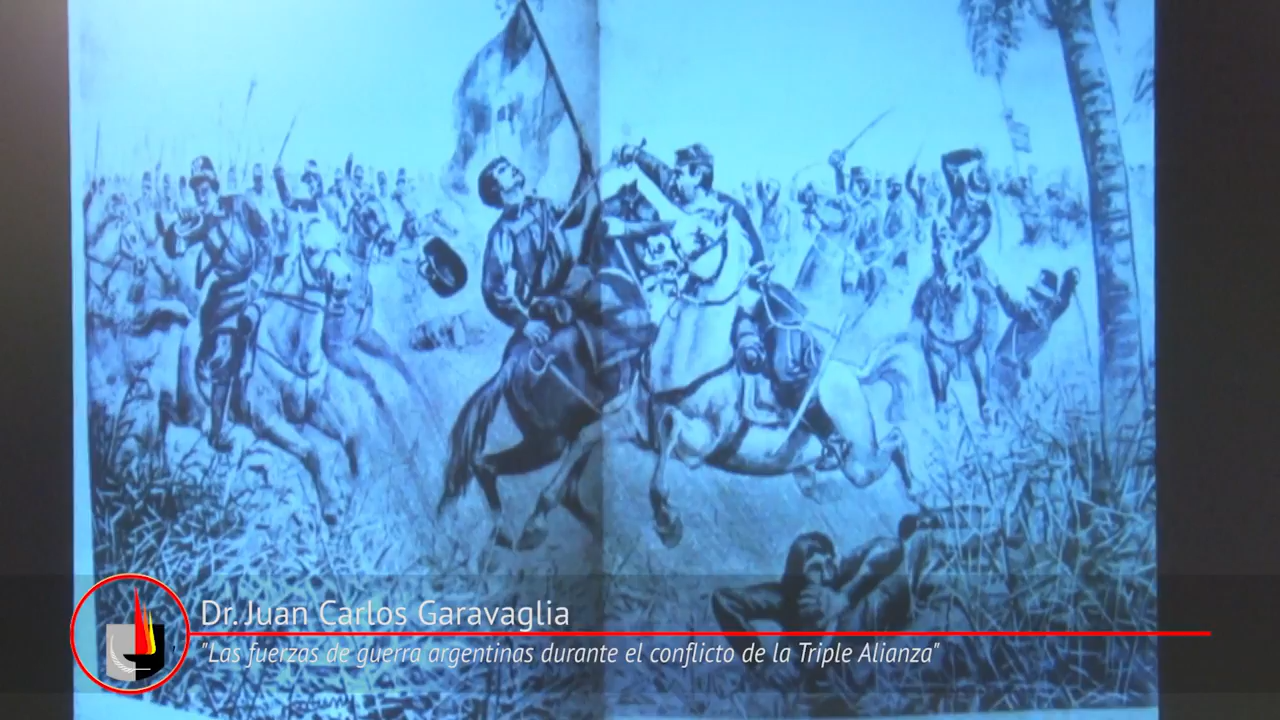 Dr. Juan Carlos Garavaglia
"Las fuerzas de guerra argentinas durante el conflicto de la Triple Alianza"